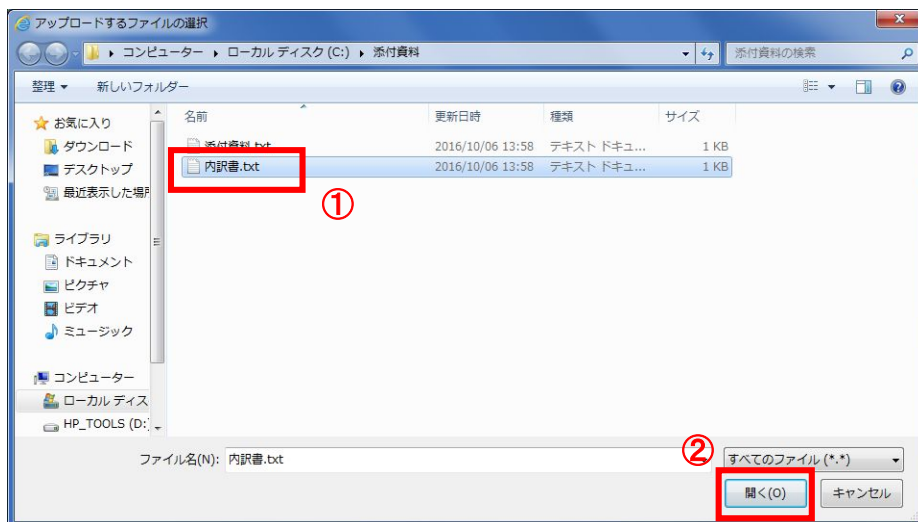 アップロードするファイルの選択
コンピューター ▸ ローカル ディスク (C:) ▸ 添付資料
添付資料の検索
整理 ▼ 新しいフォルダー
名前 更新日時 種類 サイズ
お気に入り
ダウンロード
デスクトップ
最近表示した場所
ライブラリ
ドキュメント
ピクチャ
ビデオ
ミュージック
コンピューター
ローカル ディス
HP_TOOLS (D:)
添付資料.txt 2016/10/06 13:58 テキスト ドキュ... 1 KB
内訳書.txt 2016/10/06 13:58 テキスト ドキュ... 1 KB
①
ファイル名(N): 内訳書.txt
②
すべてのファイル (*.*)
開く(O) キャンセル